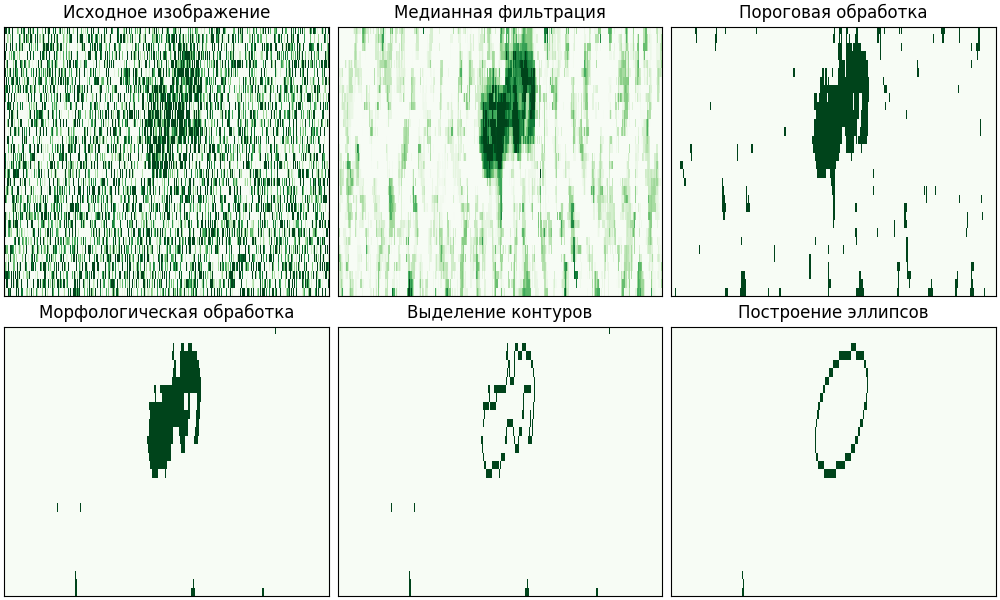 Исходное изображение
Медианная фильтрация
Пороговая обработка
Морфологическая обработка
Выделение контуров
Построение эллипсов